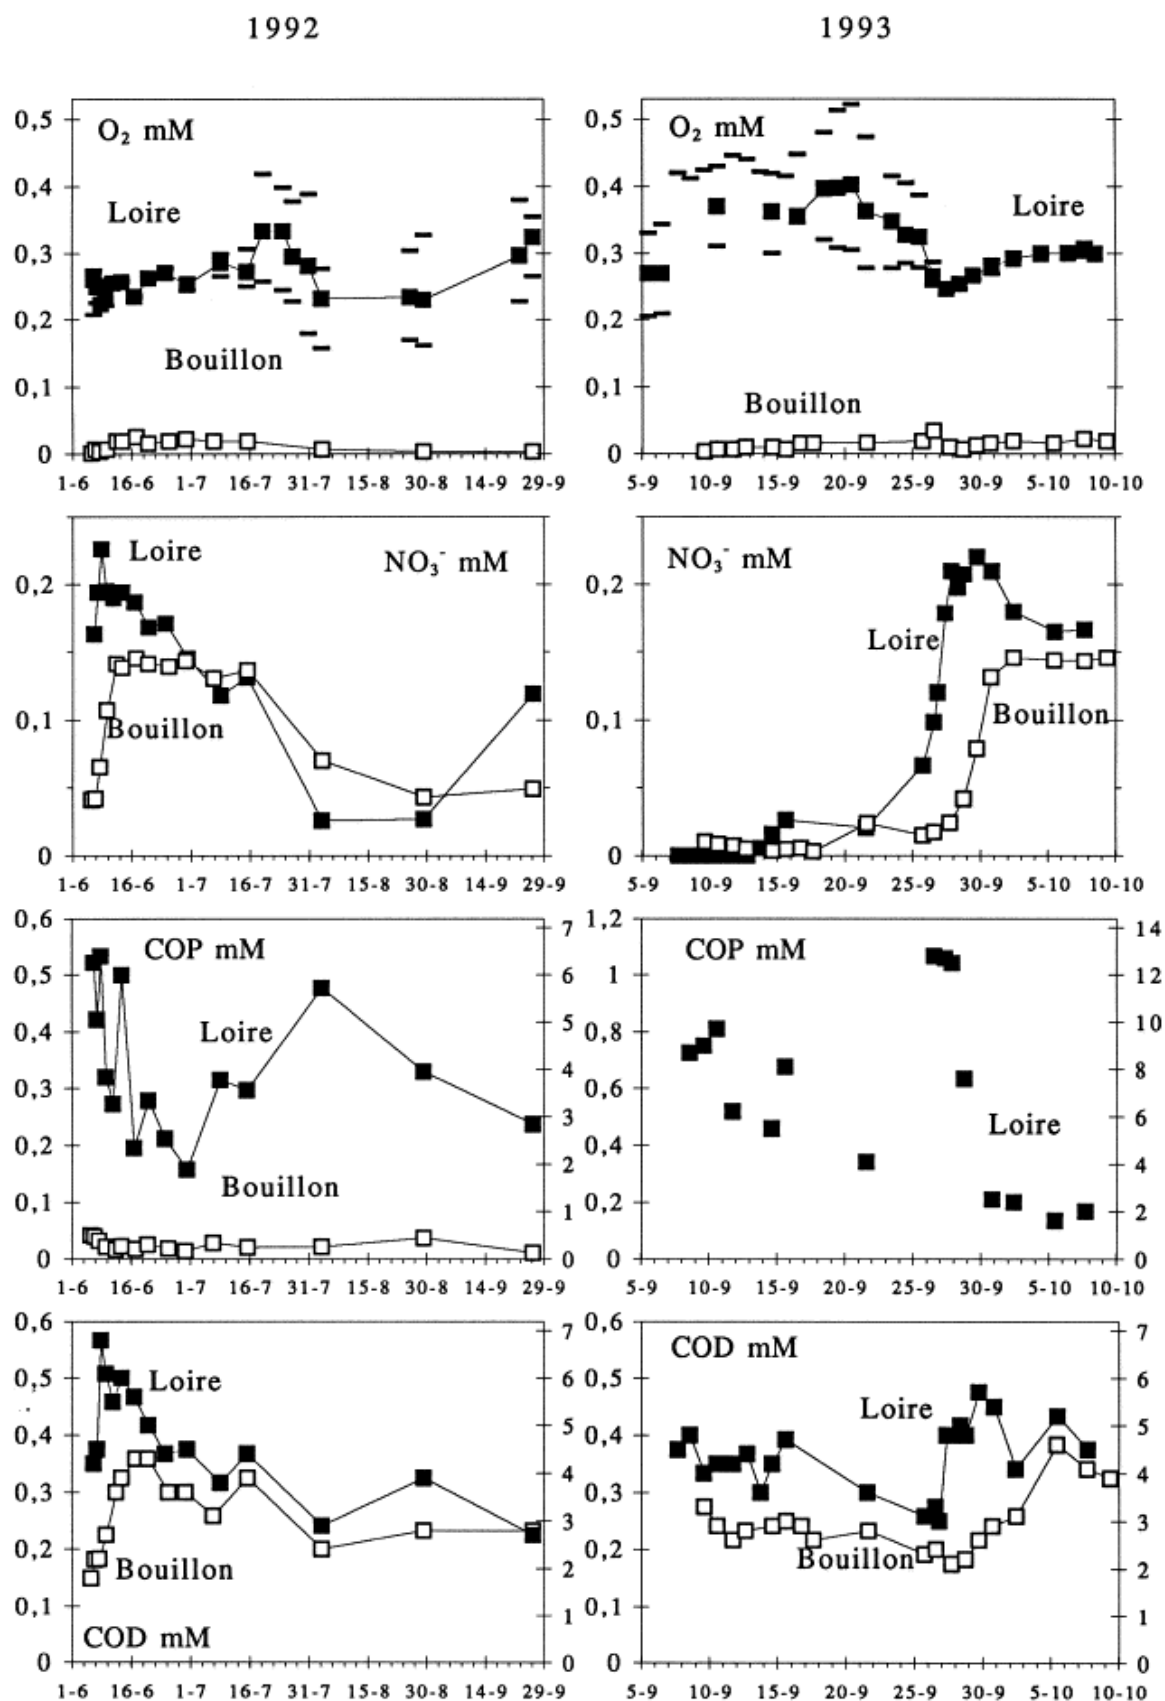 1992 1993
0,5 O₂ mM 0,5 O₂ mM
0,4 0,4
Loire Loire
0,3 0,3
0,2 0,2
Bouillon
0,1 0,1
Bouillon
0 0
1-6 16-6 1-7 16-7 31-7 15-8 30-8 14-9 29-9 5-9 10-9 15-9 20-9 25-9 30-9 5-10 10-10
Loire NO₃⁻ mM NO₃⁻ mM
0,2 0,2
Loire
Bouillon Bouillon
0,1 0,1
0 0
1-6 16-6 1-7 16-7 31-7 15-8 30-8 14-9 29-9 5-9 10-9 15-9 20-9 25-9 30-9 5-10 10-10
0,6 COP mM 7 1,2 COP mM 14
0,5 6 1 12
0,4 Loire 5 0,8 10
0,3 4 0,6 8
0,2 3 0,4 Loire 6
0,1 Bouillon 2 0,2 4
0 1 0 2
0 0
1-6 16-6 1-7 16-7 31-7 15-8 30-8 14-9 29-9 5-9 10-9 15-9 20-9 25-9 30-9 5-10 10-10
0,6 7 0,6 COD mM 7
0,5 Loire 6 0,5 Loire 6
0,4 5 0,4 5
0,3 4 0,3 4
0,2 Bouillon 3 0,2 Bouillon 3
0,1 2 0,1 2
COD mM 1 1
0 0 0 0
1-6 16-6 1-7 16-7 31-7 15-8 30-8 14-9 29-9 5-9 10-9 15-9 20-9 25-9 30-9 5-10 10-10